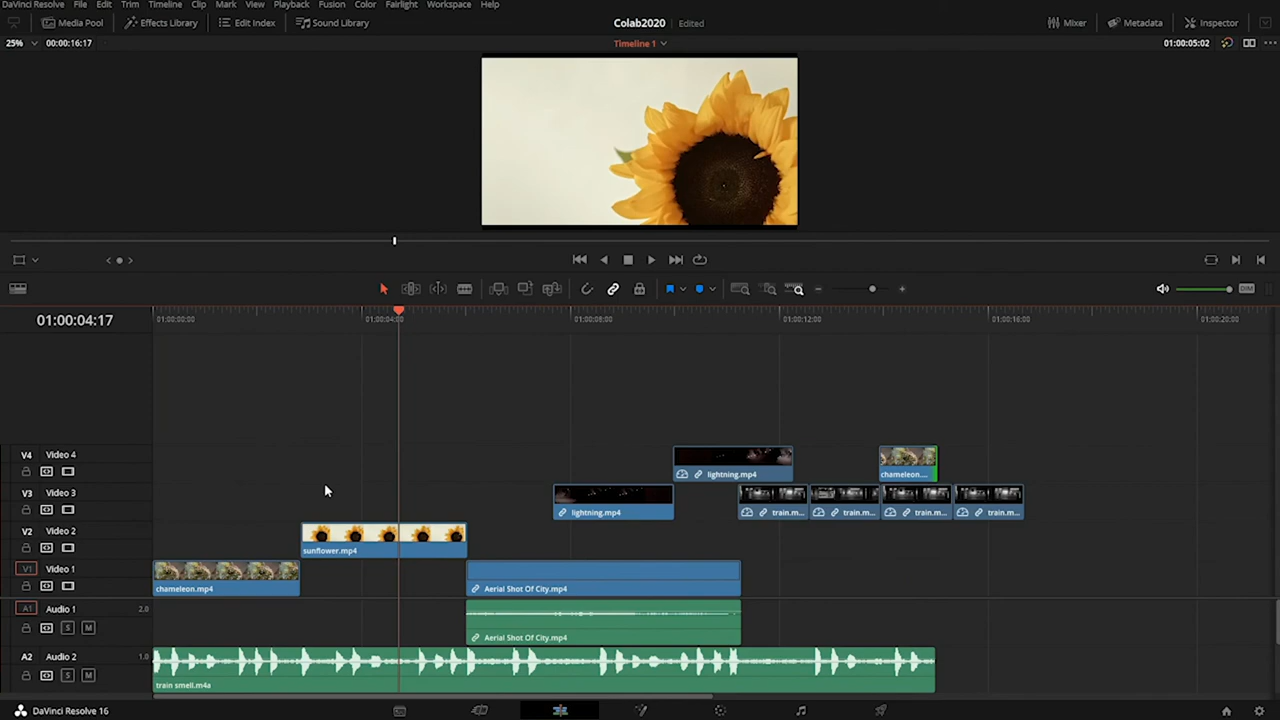 DaVinci Resolve File Edit Trim Timeline Clip Mark View Playback Fusion Color Fairlight Workspace Help
Media Pool Effects Library Edit Index Sound Library Colab2020 Edited Mixer Metadata Inspector
25% 00:00:16:17 Timeline 1 01:00:05:02
DIM
01:00:04:17 01:00:00:00 01:00:04:00 01:00:08:00 01:00:12:00 01:00:16:00 01:00:20:00
V4 Video 4
lightning.mp4 chameleon....
V3 Video 3
lightning.mp4 train.m... train.m... train.m... train.m...
V2 Video 2
sunflower.mp4
V1 Video 1
chameleon.mp4 Aerial Shot Of City.mp4
A1 Audio 1 2.0
S M
Aerial Shot Of City.mp4
A2 Audio 2 1.0
S M
train smell.m4a
DaVinci Resolve 16